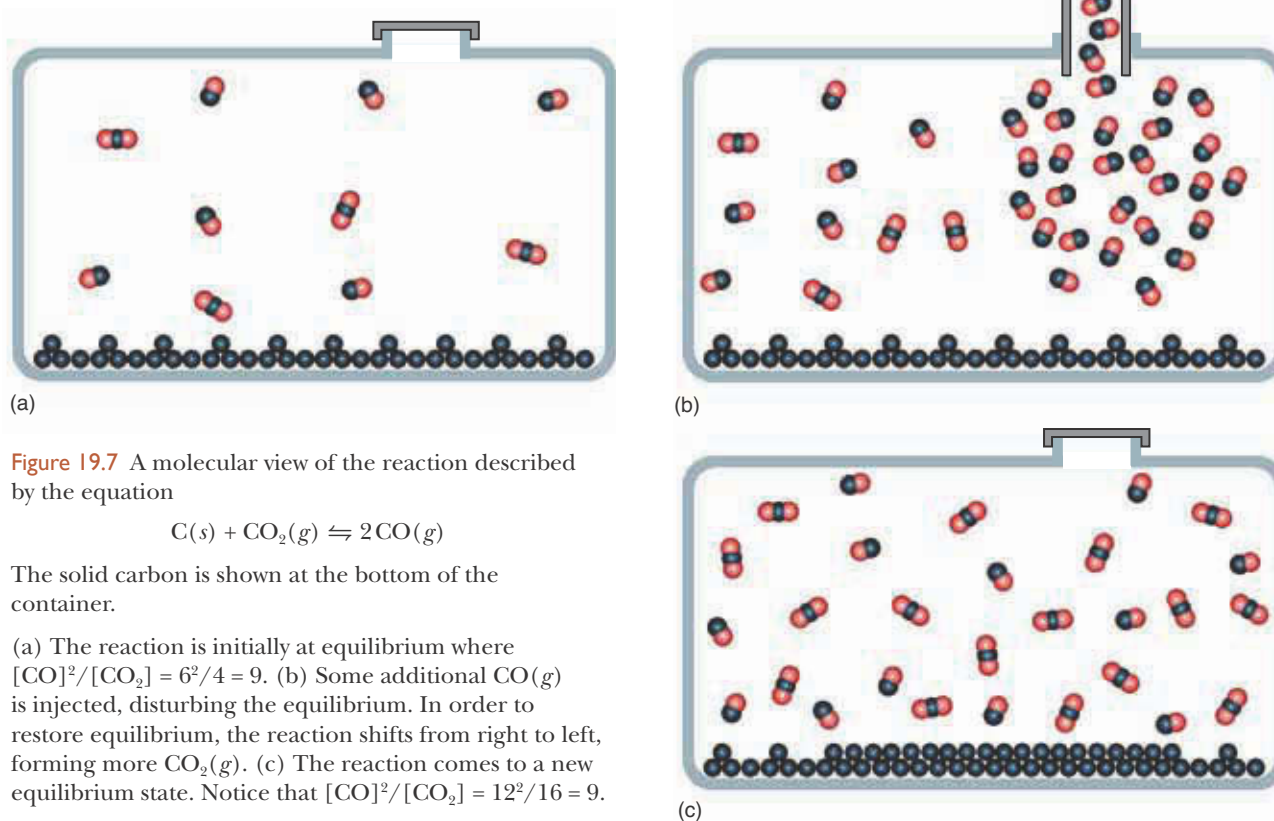 (a)
(b)
Figure 19.7 A molecular view of the reaction described
by the equation
C(s) + CO₂(g) ⇋ 2 CO(g)
The solid carbon is shown at the bottom of the
container.
(a) The reaction is initially at equilibrium where
[CO]²/[CO₂] = 6²/4 = 9. (b) Some additional CO(g)
is injected, disturbing the equilibrium. In order to
restore equilibrium, the reaction shifts from right to left,
forming more CO₂(g). (c) The reaction comes to a new
equilibrium state. Notice that [CO]²/[CO₂] = 12²/16 = 9.
(c)